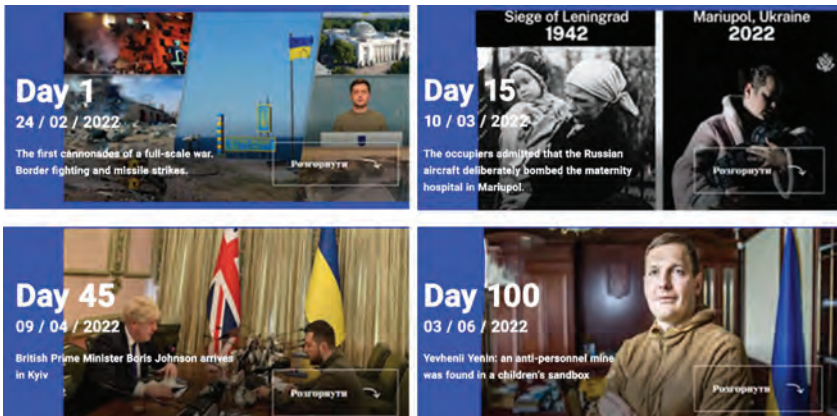 Day 1
24 / 02 / 2022
The first cannonades of a full-scale war.
Border fighting and missile strikes.
Розгорнути
Siege of Leningrad
1942
Mariupol, Ukraine
2022
Day 15
10 / 03 / 2022
The occupiers admitted that the Russian
aircraft deliberately bombed the maternity
hospital in Mariupol.
Розгорнути
Day 45
09 / 04 / 2022
British Prime Minister Boris Johnson arrives
in Kyiv
Розгорнути
Day 100
03 / 06 / 2022
Yevhenii Yenin: an anti-personnel mine
was found in a children's sandbox
Розгорнути